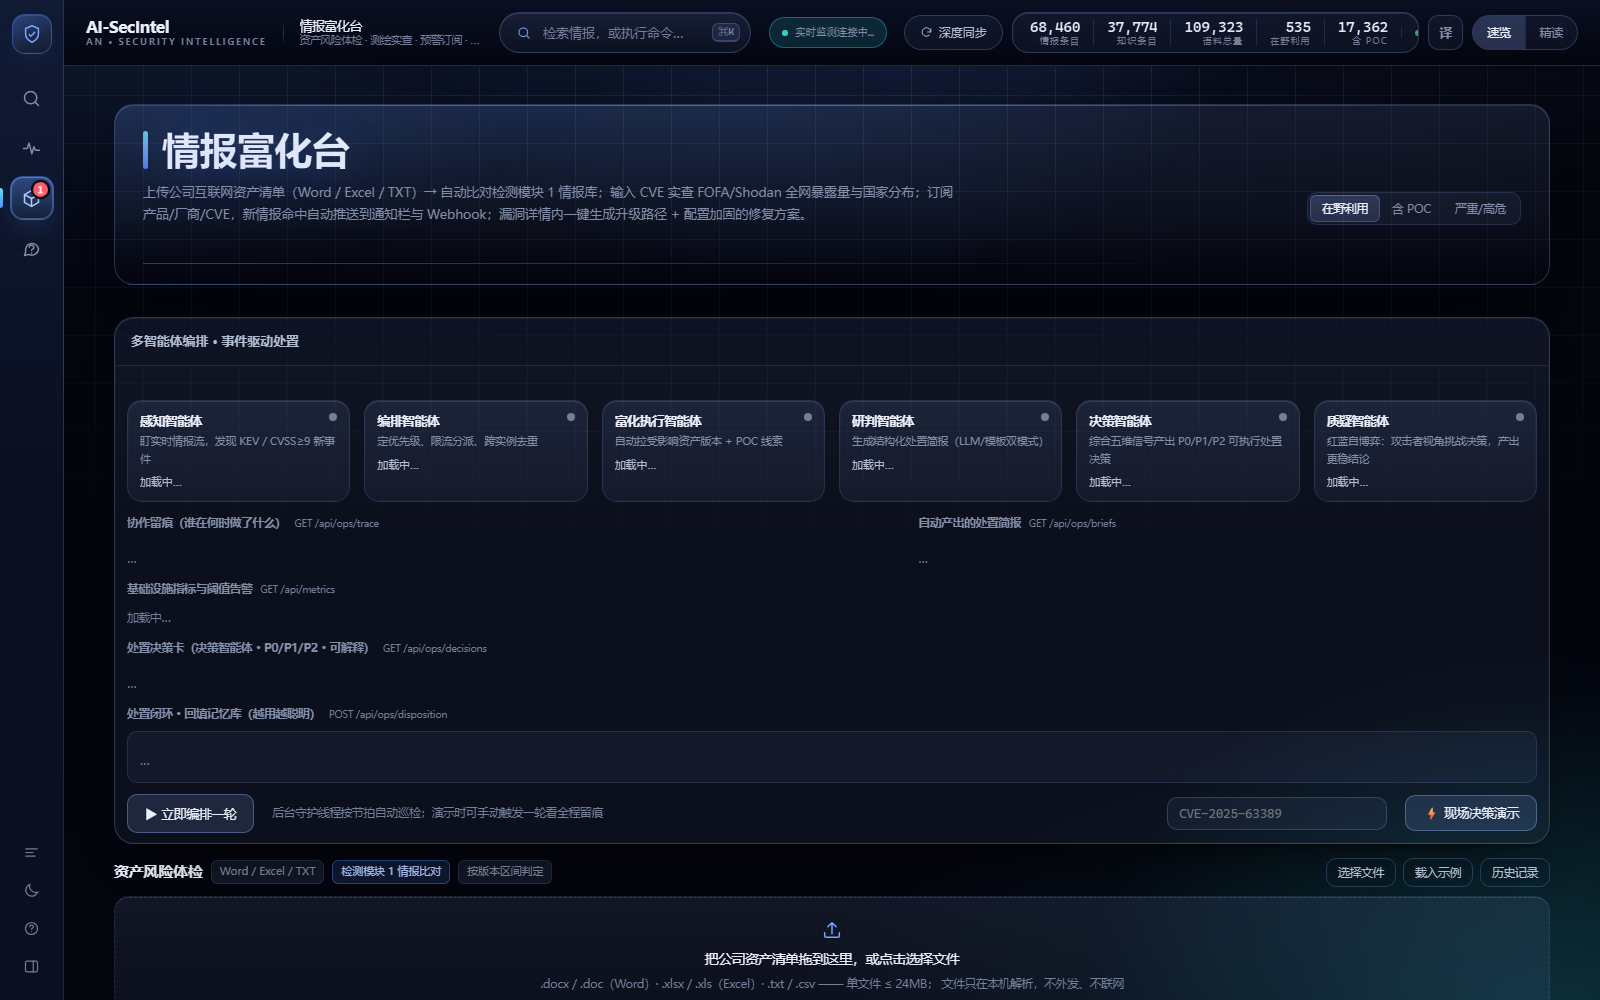 AI-SecIntel
AN • SECURITY INTELLIGENCE
情报富化台
资产风险体检 · 测绘实查 · 预警订阅 · ...
检索情报，或执行命令...
⌘K
实时监测连接中...
深度同步
68,460
情报条目
37,774
知识条目
109,323
语料总量
535
在野利用
17,362
含 POC
译
速览
精读
1
情报富化台
上传公司互联网资产清单（Word / Excel / TXT）→ 自动比对检测模块 1 情报库；输入 CVE 实查 FOFA/Shodan 全网暴露量与国家分布；订阅
产品/厂商/CVE，新情报命中自动推送到通知栏与 Webhook；漏洞详情内一键生成升级路径 + 配置加固的修复方案。
在野利用
含 POC
严重/高危
多智能体编排 • 事件驱动处置
感知智能体
盯实时情报流，发现 KEV / CVSS≥9 新事
件
加载中...
编排智能体
定优先级、限流分派、跨实例去重
加载中...
富化执行智能体
自动拉受影响资产版本 + POC 线索
加载中...
研判智能体
生成结构化处置简报（LLM/模板双模式）
加载中...
决策智能体
综合五维信号产出 P0/P1/P2 可执行处置
决策
加载中...
质疑智能体
红蓝自博弈：攻击者视角挑战决策，产出
更稳结论
加载中...
协作留痕（谁在何时做了什么） GET /api/ops/trace
...
自动产出的处置简报 GET /api/ops/briefs
...
基础设施指标与阈值告警 GET /api/metrics
加载中...
处置决策卡（决策智能体 • P0/P1/P2 • 可解释） GET /api/ops/decisions
...
处置闭环 • 回填记忆库（越用越聪明） POST /api/ops/disposition
...
▶ 立即编排一轮
后台守护线程按节拍自动巡检；演示时可手动触发一轮看全程留痕
CVE-2025-63389
现场决策演示
资产风险体检
Word / Excel / TXT
检测模块 1 情报比对
按版本区间判定
选择文件
载入示例
历史记录
把公司资产清单拖到这里，或点击选择文件
.docx / .doc（Word）· .xlsx / .xls（Excel）· .txt / .csv —— 单文件 ≤ 24MB； 文件只在本机解析，不外发、不联网